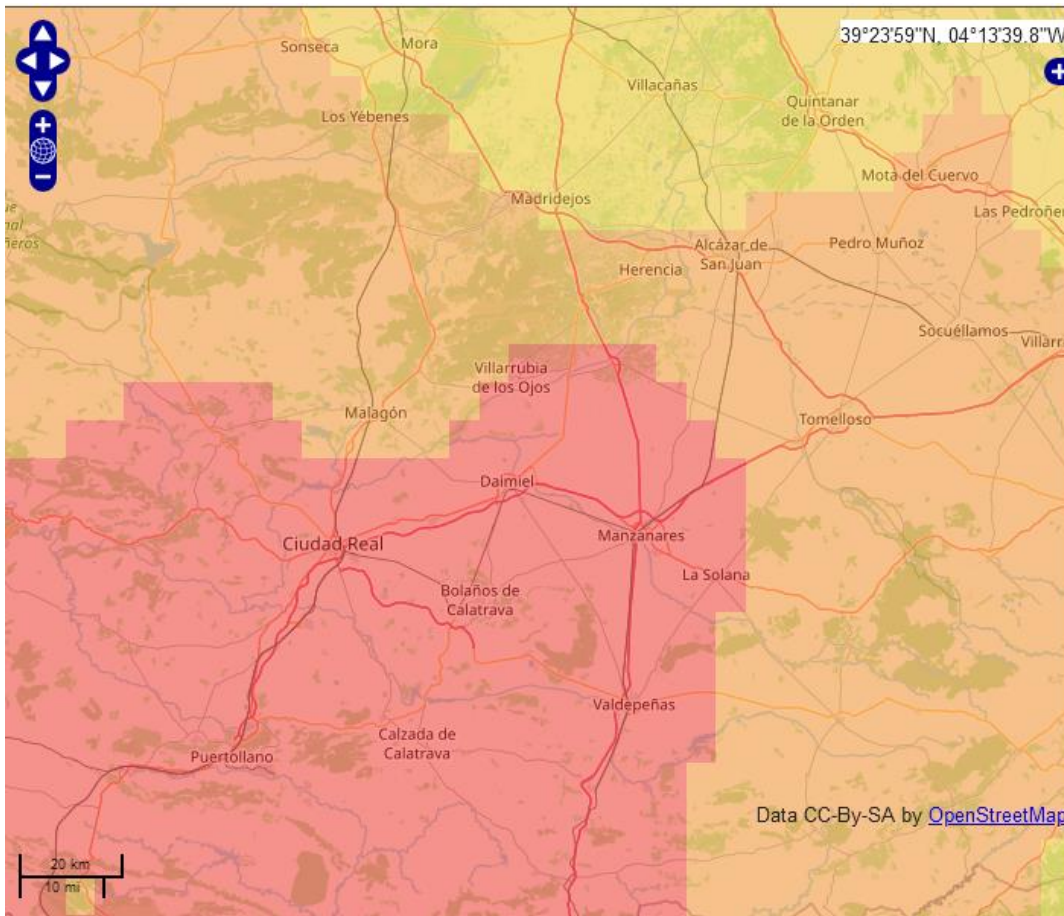 39°23'59"N, 04°13'39.8"W
Sonseca
Mora
Villacañas
Quintanar
de la Orden
Los Yébenes
Mota del Cuervo
Madridejos
Las Pedroñer
Alcázar de
San Juan
Pedro Muñoz
Herencia
Socuéllamos
Villarr
Villarrubia
de los Ojos
Malagón
Tomelloso
Daimiel
Manzanares
Ciudad Real
La Solana
Bolaños de
Calatrava
Valdepeñas
Calzada de
Calatrava
Puertollano
Data CC-By-SA by OpenStreetMap
20 km
10 mi